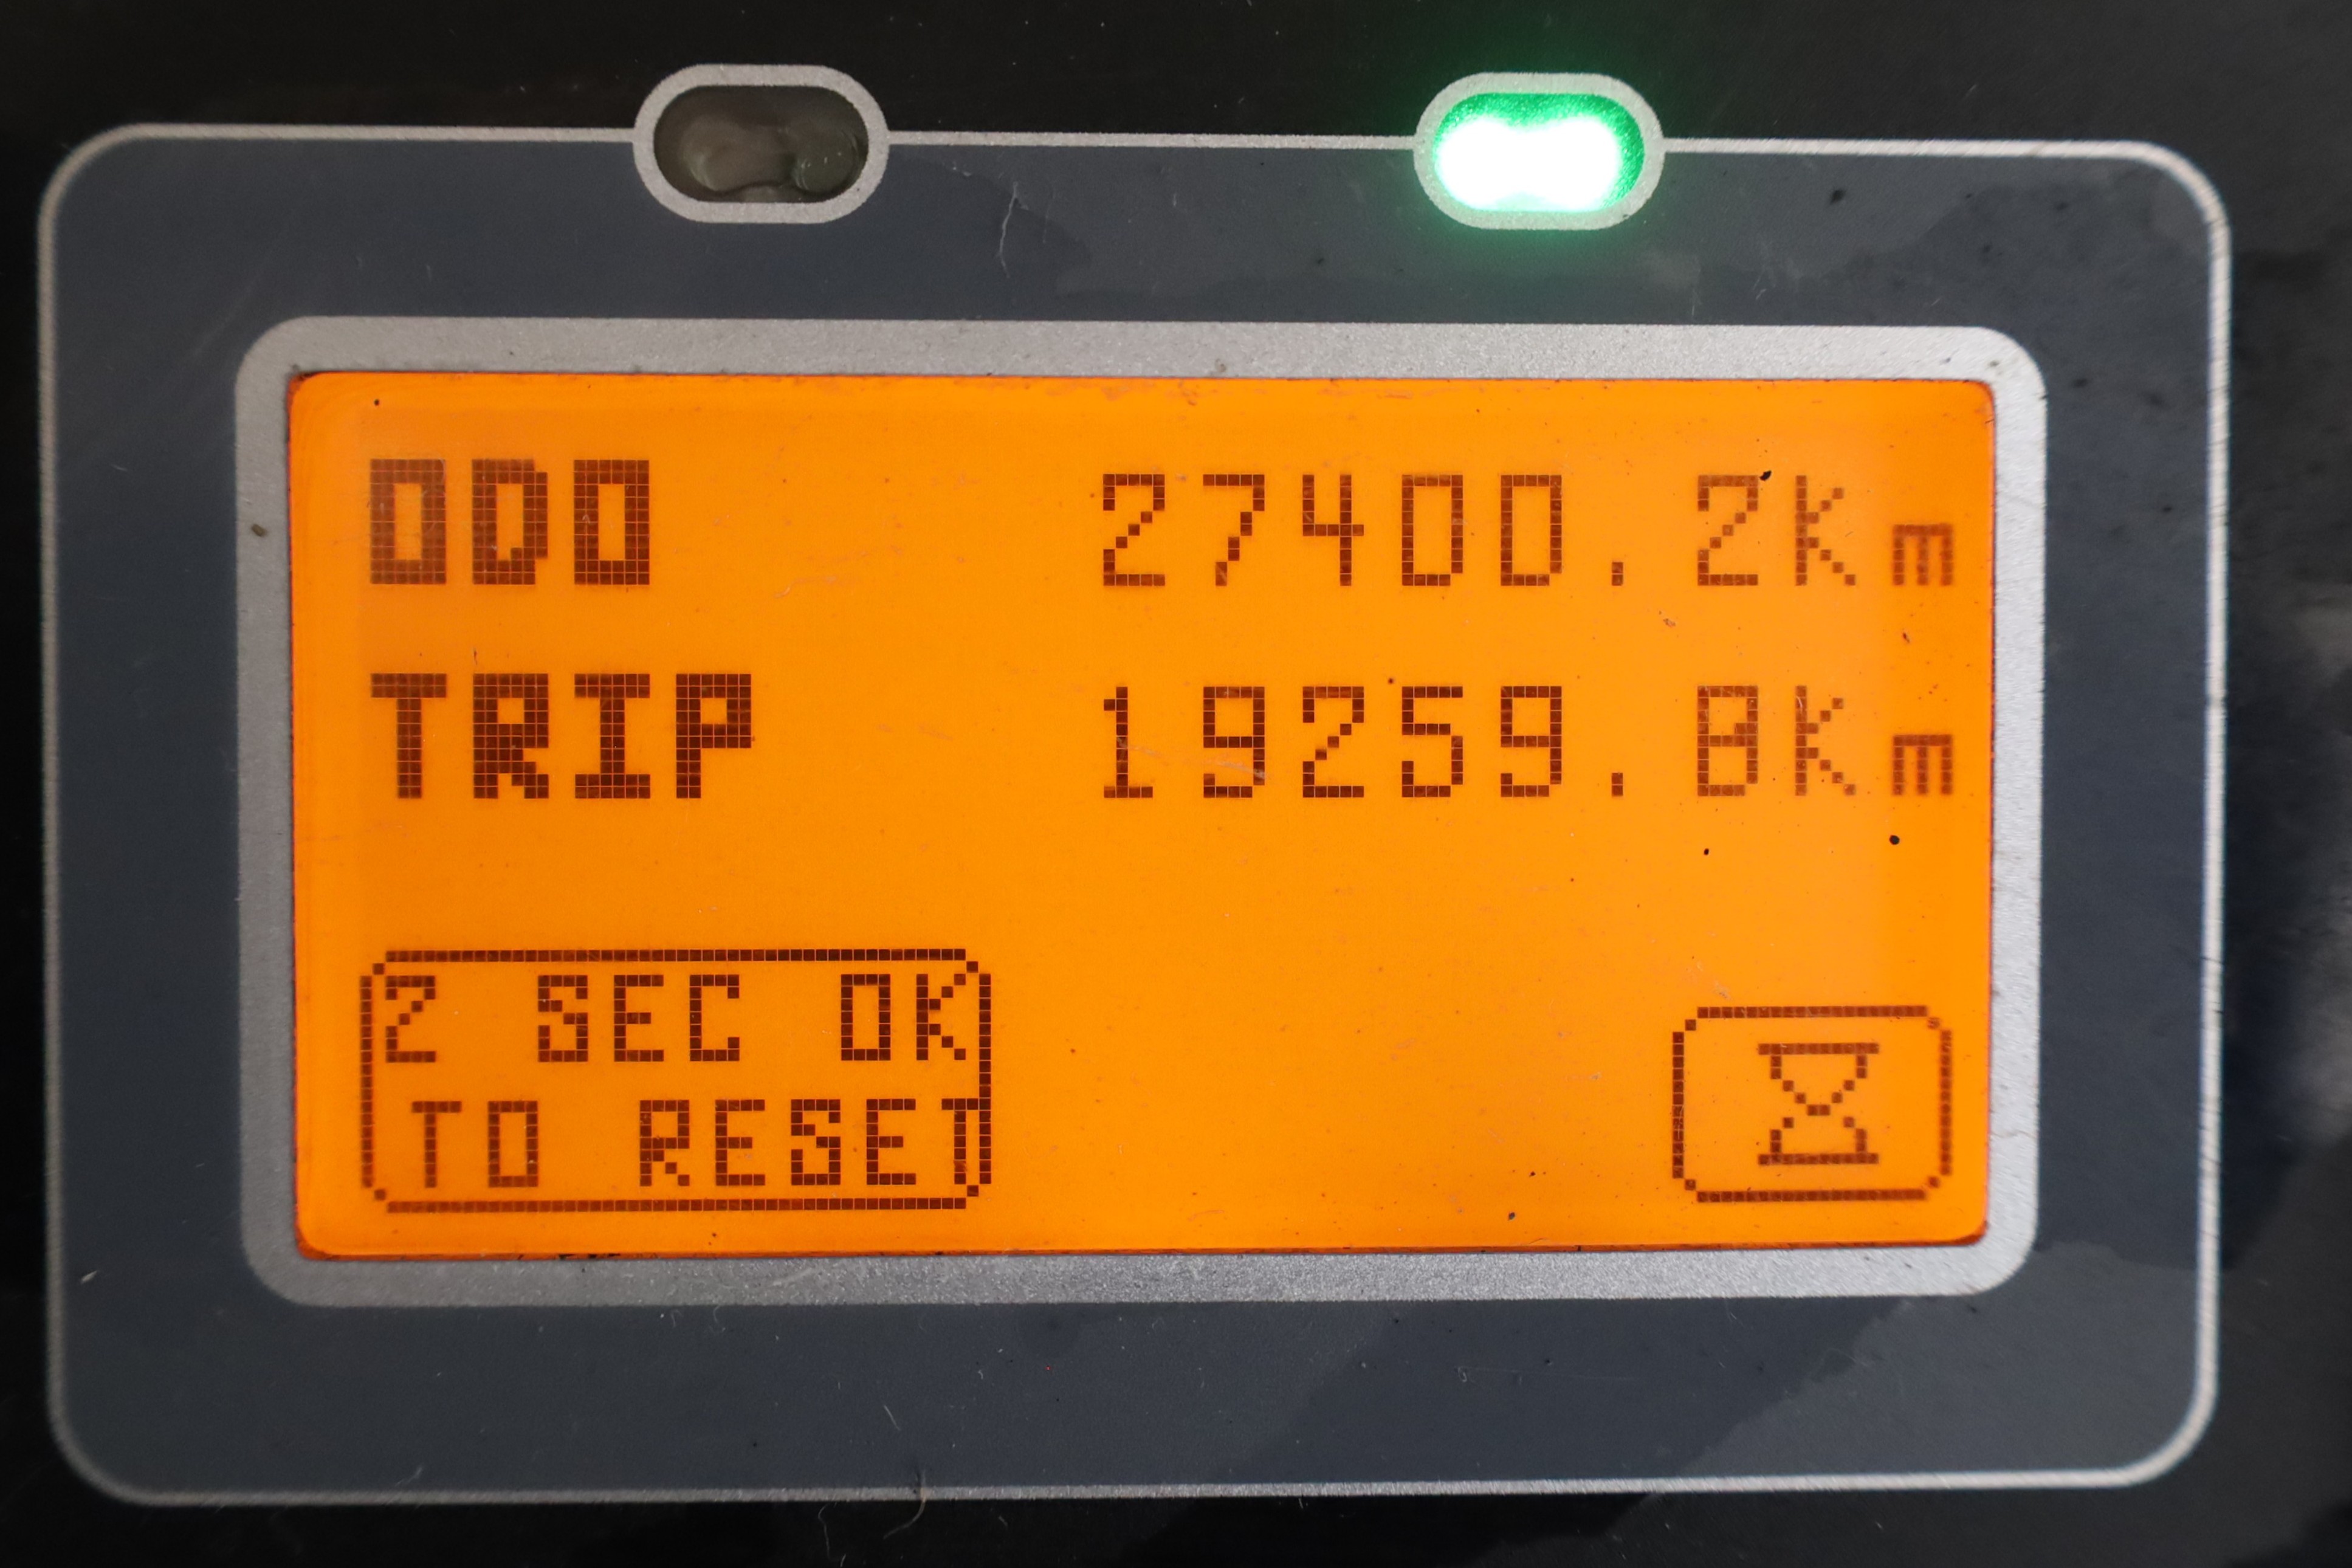 ODO 27400.2km
TRIP 19259.8km
2 SEC OK
TO RESET